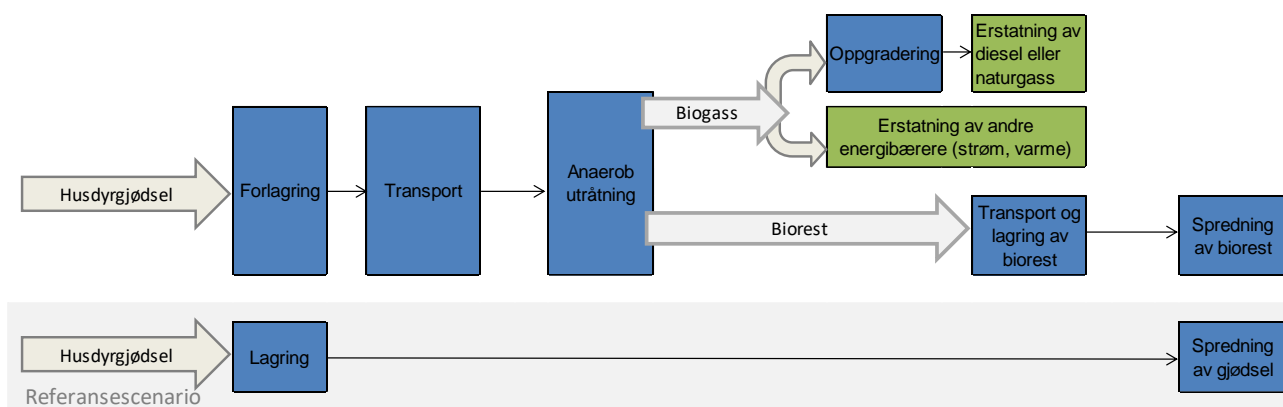 Oppgradering
Erstatning av
diesel eller
naturgass
Biogass
Erstatning av andre
energibærere (strøm, varme)
Husdyrgjødsel
Forlagring
Transport
Anaerob
utråtning
Biorest
Transport og
lagring av
biorest
Spredning
av biorest
Husdyrgjødsel
Lagring
Spredning
av gjødsel
Referansescenario